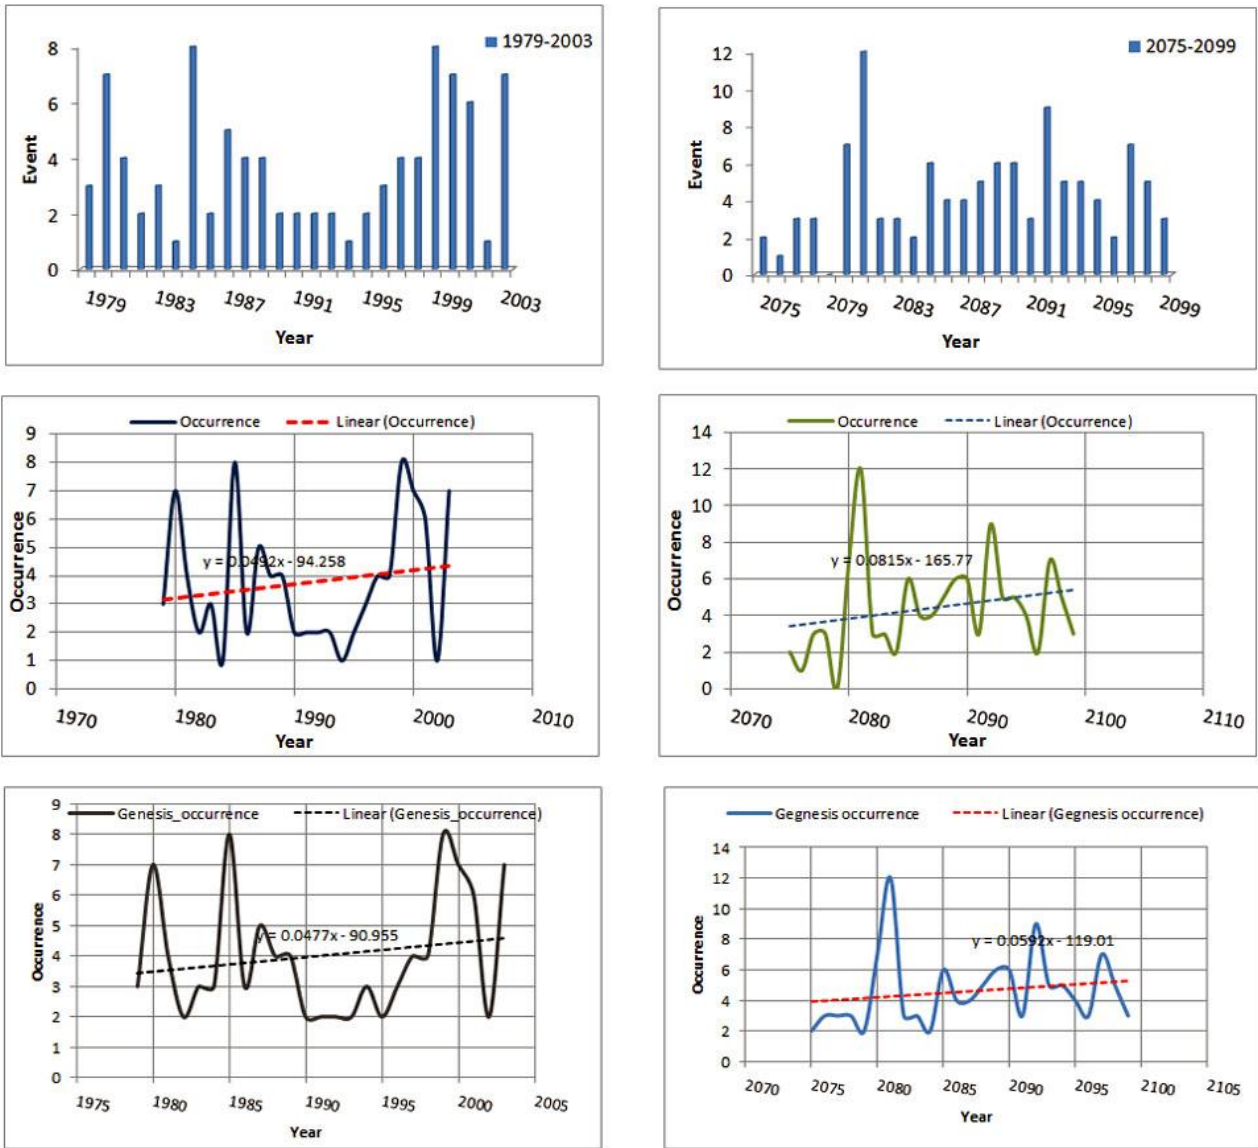 1979-2003
8
6
4
2
0
Event
1979 1983 1987 1991 1995 1999 2003
Year
2075-2099
12
10
8
6
4
2
0
Event
2075 2079 2083 2087 2091 2095 2099
Year
Occurrence Linear (Occurrence)
9
8
7
6
5
4
3
2
1
0
Occurrence
y = 0.0492x - 94.258
1970 1980 1990 2000 2010
Year
Occurrence Linear (Occurrence)
14
12
10
8
6
4
2
0
Occurrence
y = 0.0815x - 165.77
2070 2080 2090 2100 2110
Year
Genesis_occurrence Linear (Genesis_occurrence)
9
8
7
6
5
4
3
2
1
0
Occurrence
y = 0.0477x - 90.955
1975 1980 1985 1990 1995 2000 2005
Year
Gegnesis occurrence Linear (Gegnesis occurrence)
14
12
10
8
6
4
2
0
Occurrence
y = 0.0592x - 119.01
2070 2075 2080 2085 2090 2095 2100 2105
Year